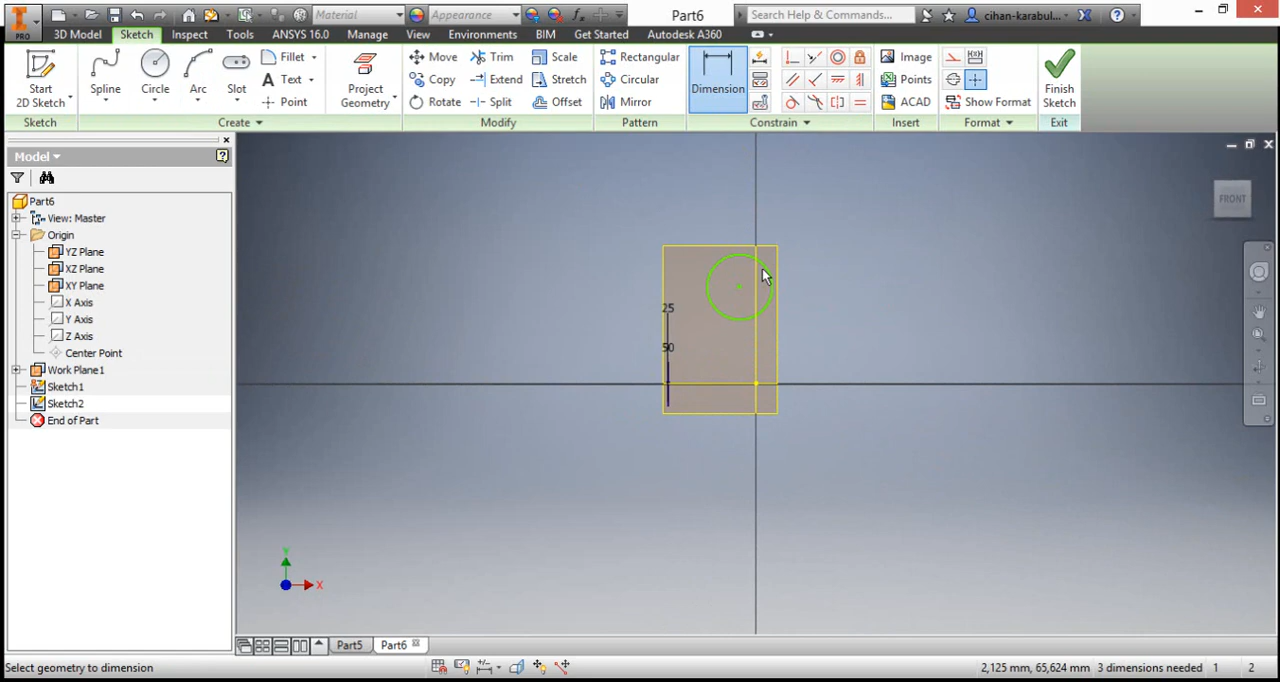 PRO
Material
Appearance
Part6
Search Help & Commands...
cihan-karabul...
3D Model
Sketch
Inspect
Tools
ANSYS 16.0
Manage
View
Environments
BIM
Get Started
Autodesk A360
Start
2D Sketch
Spline
Circle
Arc
Slot
Fillet
Text
Point
Project
Geometry
Move
Copy
Rotate
Trim
Extend
Split
Scale
Stretch
Offset
Rectangular
Circular
Mirror
Dimension
Image
Points
ACAD
Show Format
Finish
Sketch
Sketch
Create
Modify
Pattern
Constrain
Insert
Format
Exit
Model
Part6
View: Master
Origin
YZ Plane
XZ Plane
XY Plane
X Axis
Y Axis
Z Axis
Center Point
Work Plane1
Sketch1
Sketch2
End of Part
FRONT
25
50
Y
X
Part5
Part6
Select geometry to dimension
2,125 mm, 65,624 mm
3 dimensions needed
1
2